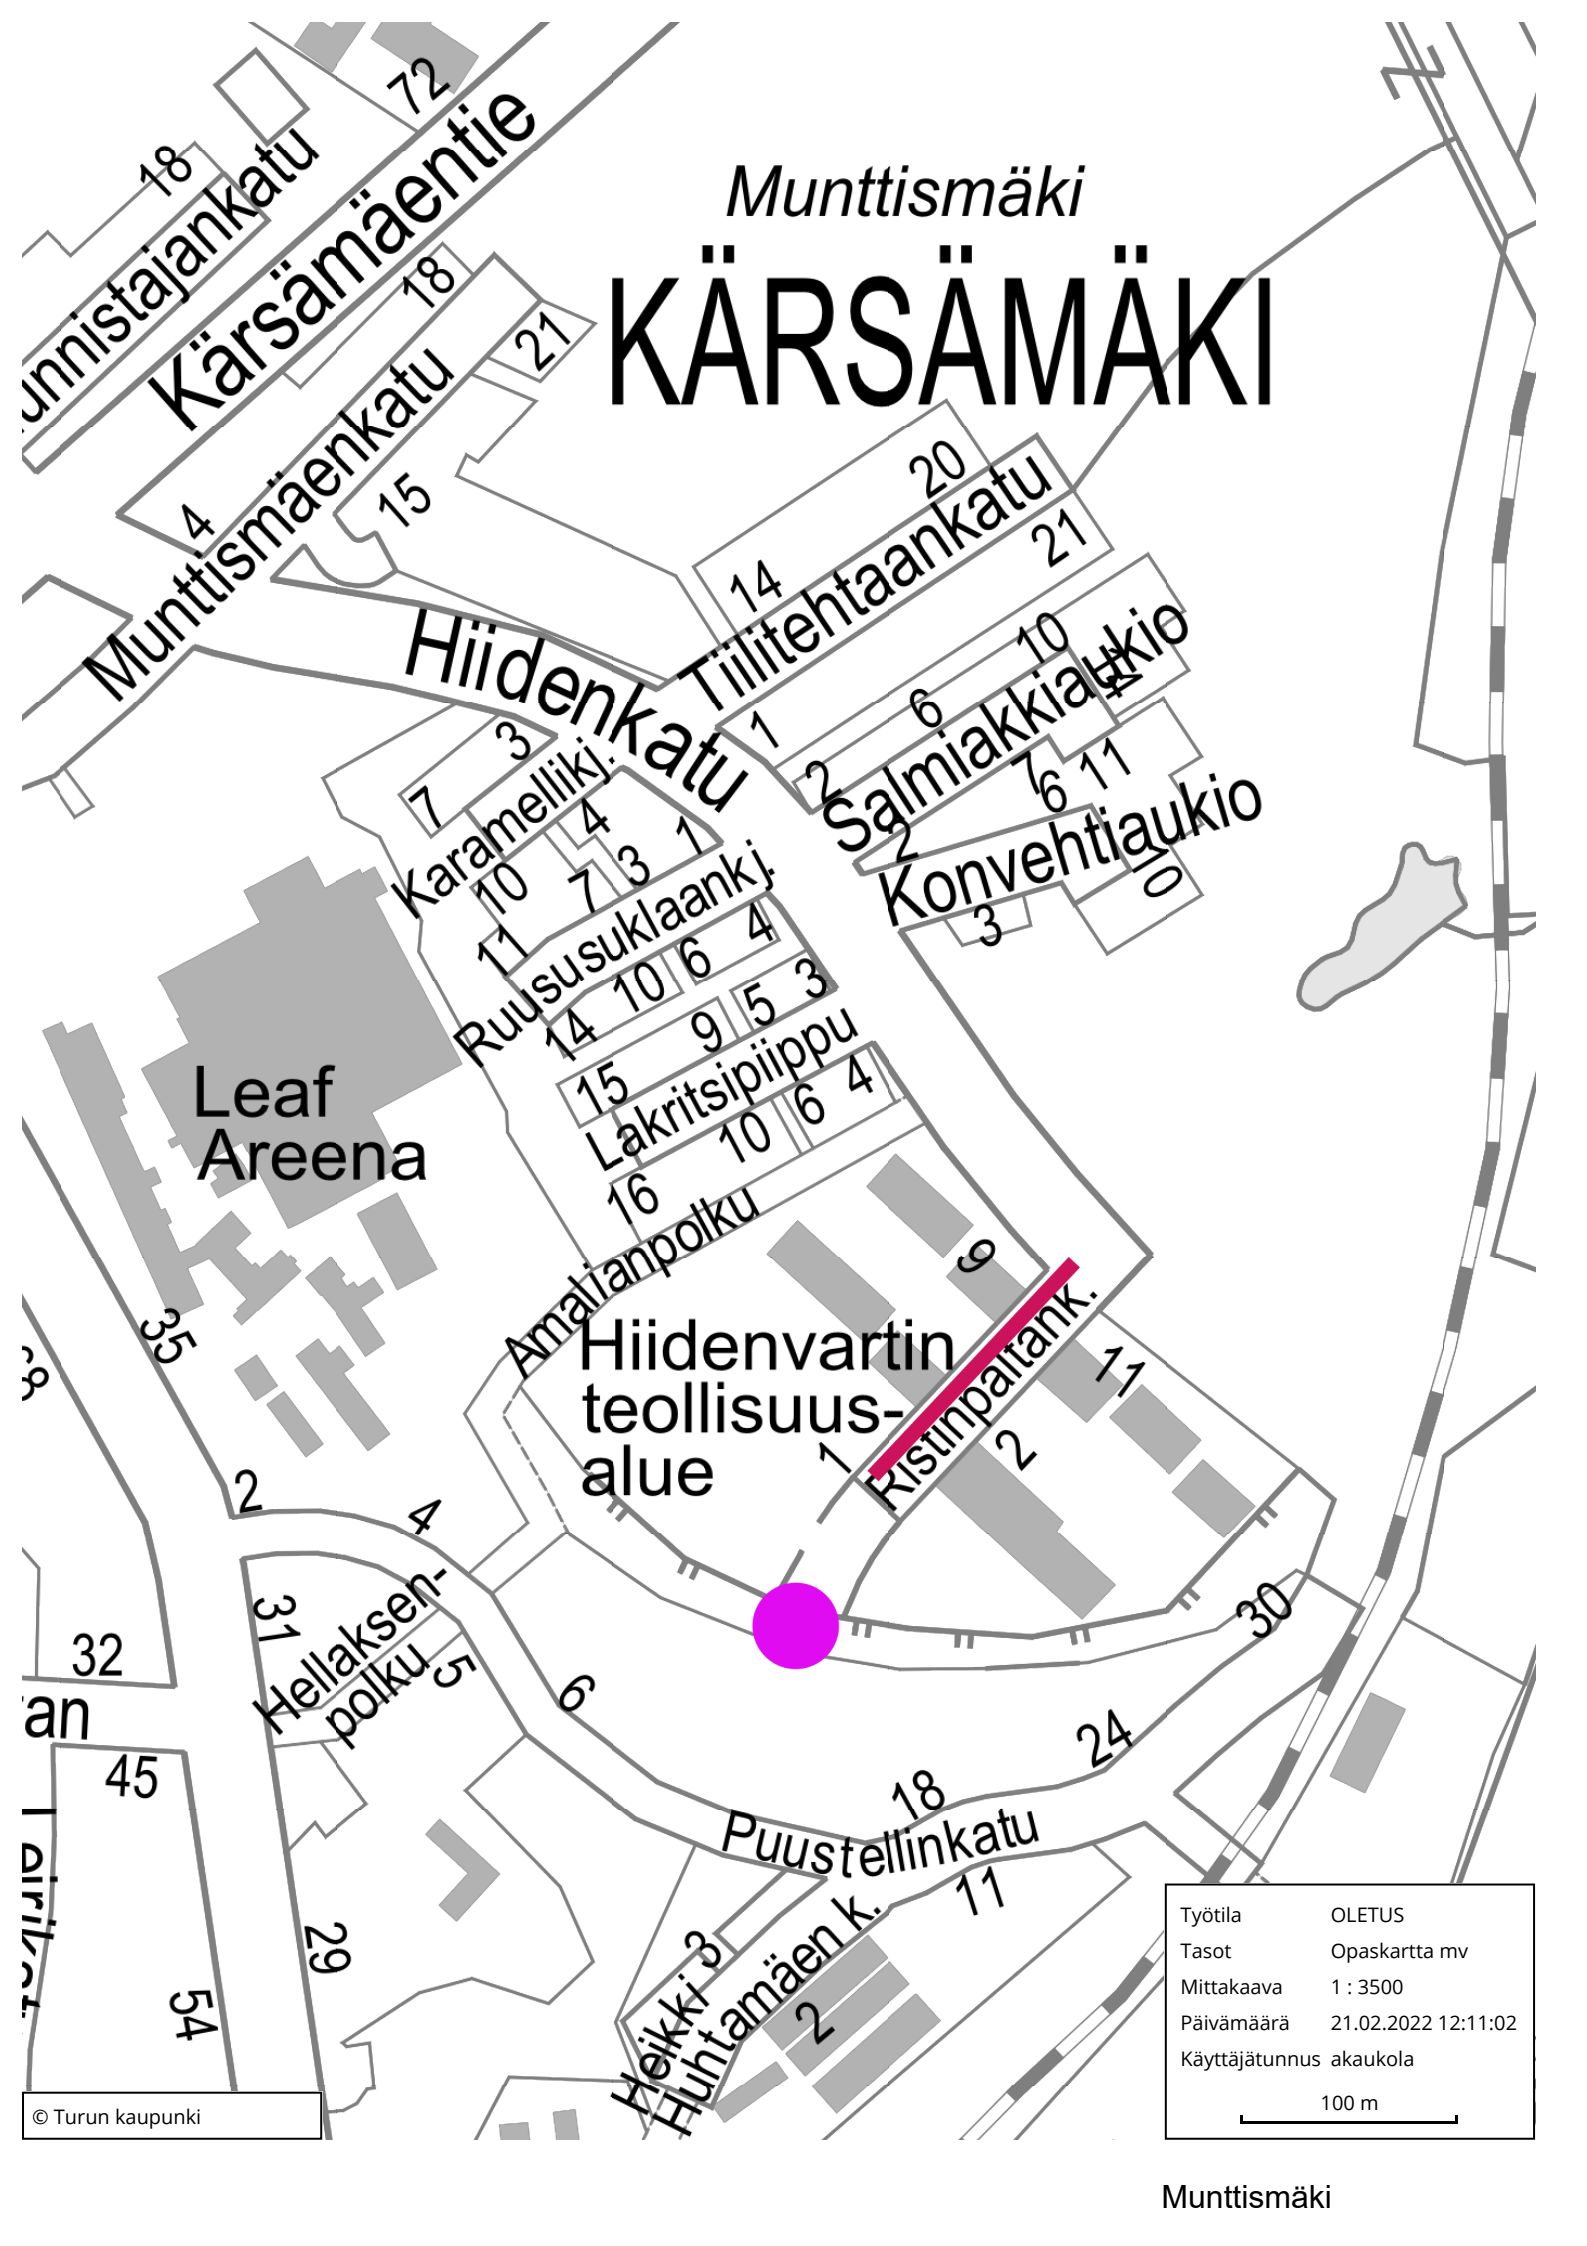 72
18
unnistajankatu
Kärsämäentie
Munttismäki
KÄRSÄMÄKI
18
21
Munttismäenkatu
4
15
20
14
Tiilitehtaankatu
21
Hiidenkatu
1
10
6
2
Salmiakkiaukio
14
7
11
6
2
Konvehtiaukio
10
3
3
7
Karamellikj.
4
1
3
7
10
11
Ruususuklaankj.
4
6
10
14
3
5
9
15
Lakritsipiippu
4
6
10
16
Leaf
Areena
Amalianpolku
9
Ristinpaltank.
11
Hiidenvartin
teollisuus-
alue
1
2
35
68
2
4
31
Hellaksen-
polku
5
6
30
32
an
45
24
18
Puustellinkatu
11
29
54
3
Heikki
Huhtamäen k.
2
Työtila OLETUS
Tasot Opaskartta mv
Mittakaava 1 : 3500
Päivämäärä 21.02.2022 12:11:02
Käyttäjätunnus akaukola
100 m
© Turun kaupunki
Munttismäki